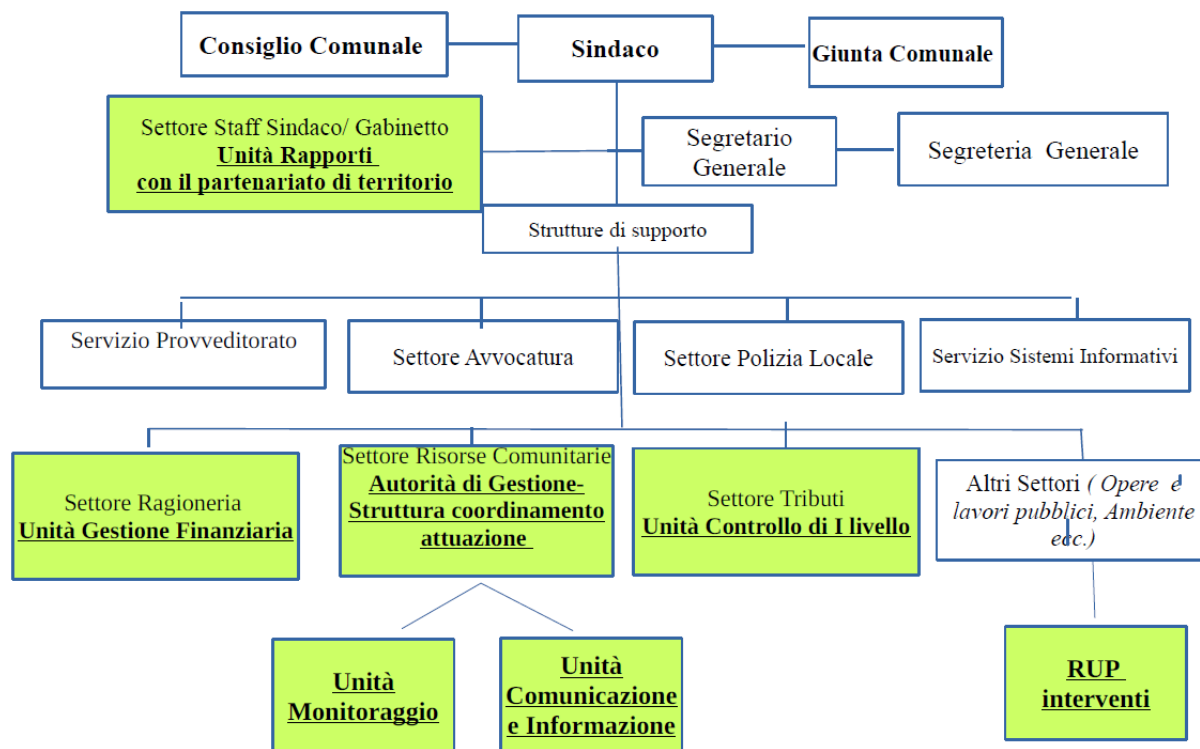 Consiglio Comunale
Sindaco
Giunta Comunale
Settore Staff Sindaco/ Gabinetto
Unità Rapporti
con il partenariato di territorio
Segretario
Generale
Segreteria Generale
Strutture di supporto
Servizio Provveditorato
Settore Avvocatura
Settore Polizia Locale
Servizio Sistemi Informativi
Settore Ragioneria
Unità Gestione Finanziaria
Settore Risorse Comunitarie
Autorità di Gestione-
Struttura coordinamento
attuazione
Settore Tributi
Unità Controllo di I livello
Altri Settori ( Opere e
lavori pubblici, Ambiente
ecc.)
Unità
Monitoraggio
Unità
Comunicazione
e Informazione
RUP
interventi